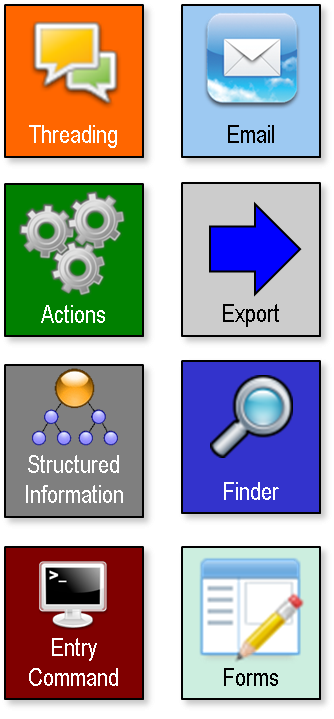 Threading
Email
Actions
Export
Structured
Information
Finder
>_
Entry
Command
Forms